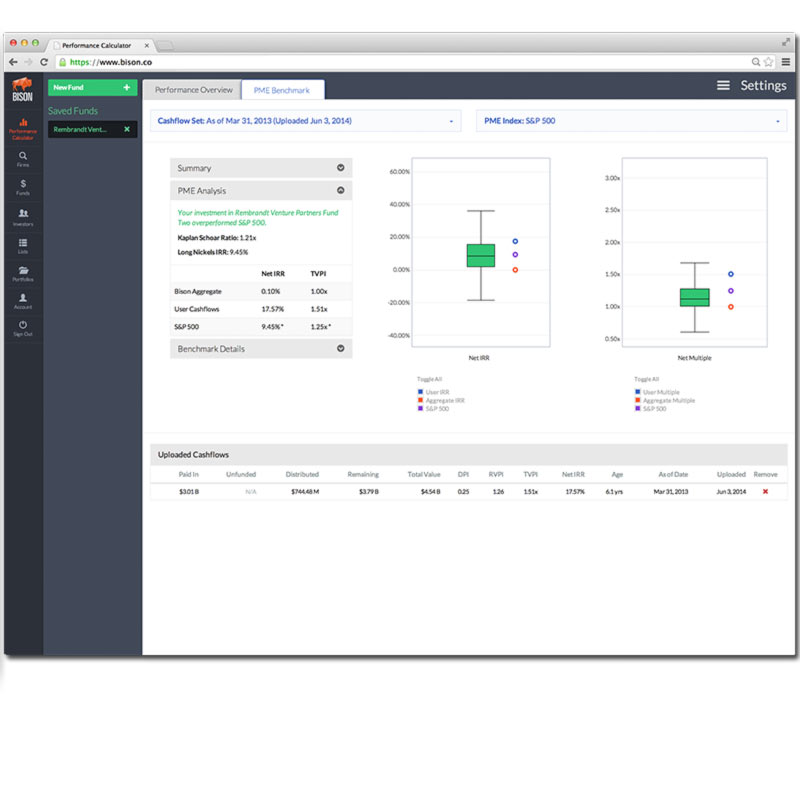 Performance Calculator
https://www.bison.co
BISON
Performance
Calculator
Firms
Funds
Investors
Lists
Portfolios
Account
Sign Out
New Fund +
Saved Funds
Rembrandt Vent... ×
Performance Overview
PME Benchmark
Settings
Cashflow Set: As of Mar 31, 2013 (Uploaded Jun 3, 2014)
PME Index: S&P 500
Summary
PME Analysis
Your investment in Rembrandt Venture Partners Fund
Two overperformed S&P 500.
Kaplan Schoar Ratio: 1.21x
Long Nickels IRR: 9.45%
Net IRR TVPI
Bison Aggregate 0.10% 1.00x
User Cashflows 17.57% 1.51x
S&P 500 9.45%* 1.25x*
Benchmark Details
60.00%
40.00%
20.00%
0.00%
-20.00%
-40.00%
Net IRR
Toggle All
User IRR
Aggregate IRR
S&P 500
3.00x
2.50x
2.00x
1.50x
1.00x
0.50x
Net Multiple
Toggle All
User Multiple
Aggregate Multiple
S&P 500
Uploaded Cashflows
Paid In Unfunded Distributed Remaining Total Value DPI RVPI TVPI Net IRR Age As of Date Uploaded Remove
$3.01 B N/A $744.48 M $3.79 B $4.54 B 0.25 1.26 1.51x 17.57% 6.1 yrs Mar 31, 2013 Jun 3, 2014